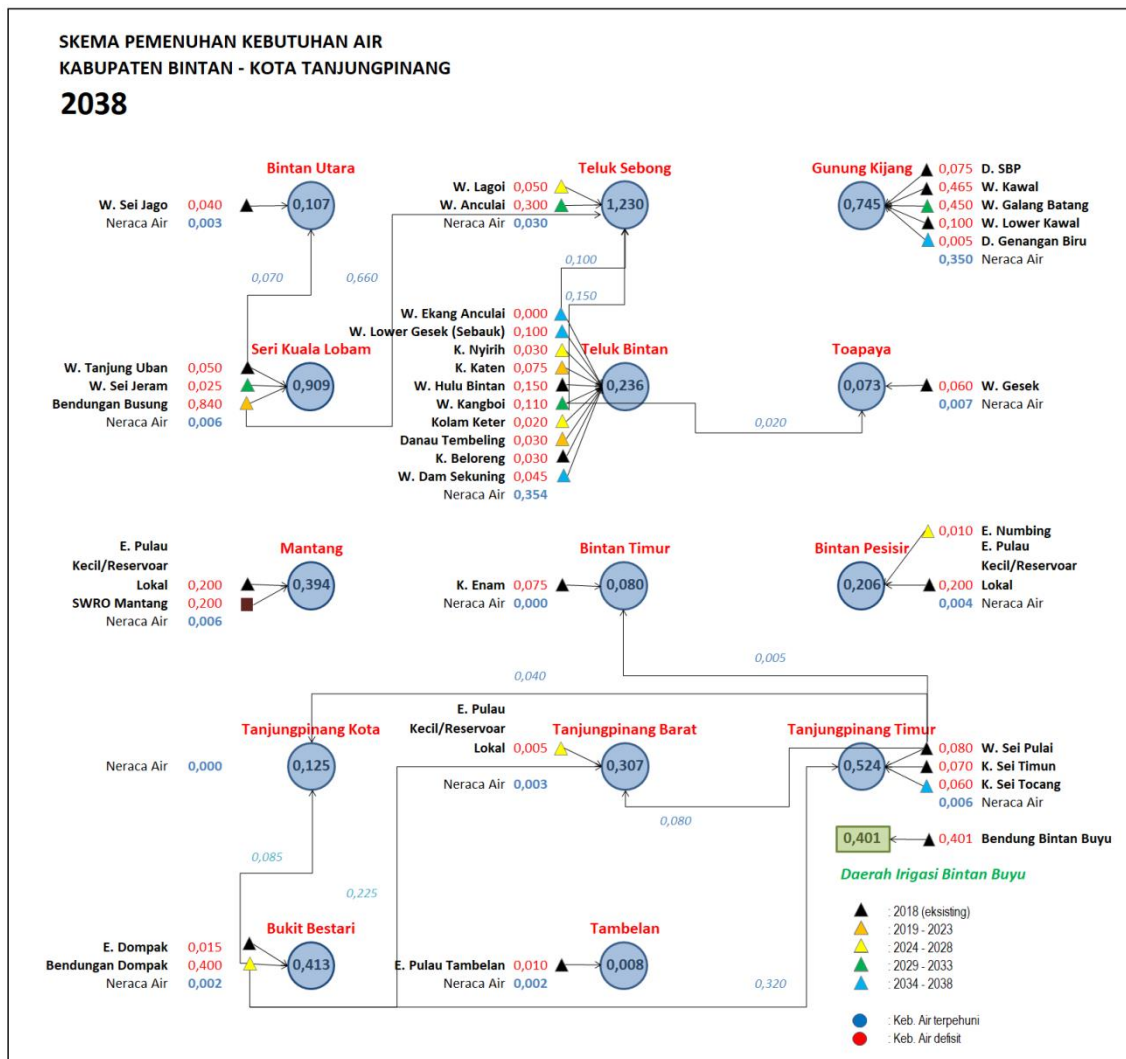 SKEMA PEMENUHAN KEBUTUHAN AIR
KABUPATEN BINTAN - KOTA TANJUNGPINANG
2038
Bintan Utara
W. Sei Jago 0,040
0,107
Neraca Air 0,003
Teluk Sebong
W. Lagoi 0,050
W. Anculai 0,300
1,230
Neraca Air 0,030
Gunung Kijang
0,745
0,075 D. SBP
0,465 W. Kawal
0,450 W. Galang Batang
0,100 W. Lower Kawal
0,005 D. Genangan Biru
0,350 Neraca Air
0,070
0,660
0,100
0,150
Seri Kuala Lobam
W. Tanjung Uban 0,050
W. Sei Jeram 0,025
Bendungan Busung 0,840
0,909
Neraca Air 0,006
Teluk Bintan
W. Ekang Anculai 0,000
W. Lower Gesek (Sebauk) 0,100
K. Nyirih 0,030
K. Katen 0,075
W. Hulu Bintan 0,150
W. Kangboi 0,110
Kolam Keter 0,020
Danau Tembeling 0,030
K. Beloreng 0,030
W. Dam Sekuning 0,045
Neraca Air 0,354
0,236
Toapaya
0,073
0,060 W. Gesek
0,007 Neraca Air
0,020
Mantang
E. Pulau
Kecil/Reservoar
Lokal 0,200
SWRO Mantang 0,200
Neraca Air 0,006
0,394
Bintan Timur
K. Enam 0,075
0,080
Neraca Air 0,000
Bintan Pesisir
0,206
0,010 E. Numbing
E. Pulau
Kecil/Reservoar
0,200 Lokal
0,004 Neraca Air
0,005
0,040
Tanjungpinang Kota
Neraca Air 0,000
0,125
Tanjungpinang Barat
E. Pulau
Kecil/Reservoar
Lokal 0,005
Neraca Air 0,003
0,307
Tanjungpinang Timur
0,524
0,080 W. Sei Pulai
0,070 K. Sei Timun
0,060 K. Sei Tocang
0,006 Neraca Air
0,080
0,401
0,401 Bendung Bintan Buyu
Daerah Irigasi Bintan Buyu
0,085
0,225
Bukit Bestari
E. Dompak 0,015
Bendungan Dompak 0,400
Neraca Air 0,002
0,413
Tambelan
E. Pulau Tambelan 0,010
Neraca Air 0,002
0,008
0,320
: 2018 (eksisting)
: 2019 - 2023
: 2024 - 2028
: 2029 - 2033
: 2034 - 2038
: Keb. Air terpehuni
: Keb. Air defisit